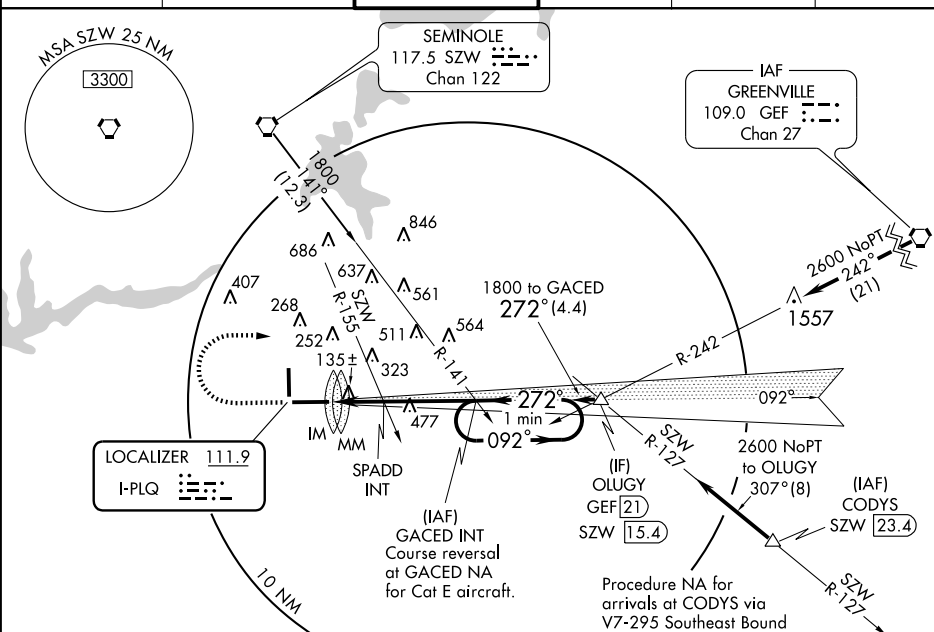 MSA SZW 25 NM
3300
SEMINOLE
117.5 SZW
Chan 122
IAF
GREENVILLE
109.0 GEF
Chan 27
1800
141°
(12.3)
846
686
637
561
407
268
252
511
564
323
135±
477
SZW
R-155
R-141
1800 to GACED
272° (4.4)
2600 NoPT
242°
(21)
1557
R-242
272°
1 min
092°
092°
IM
MM
LOCALIZER 111.9
I-PLQ
SPADD
INT
(IAF)
GACED INT
Course reversal
at GACED NA
for Cat E aircraft.
(IF)
OLUGY
GEF 21
SZW 15.4
SZW
R-127
2600 NoPT
to OLUGY
307° (8)
(IAF)
CODYS
SZW 23.4
SZW
R-127
10 NM
Procedure NA for
arrivals at CODYS via
V7-295 Southeast Bound